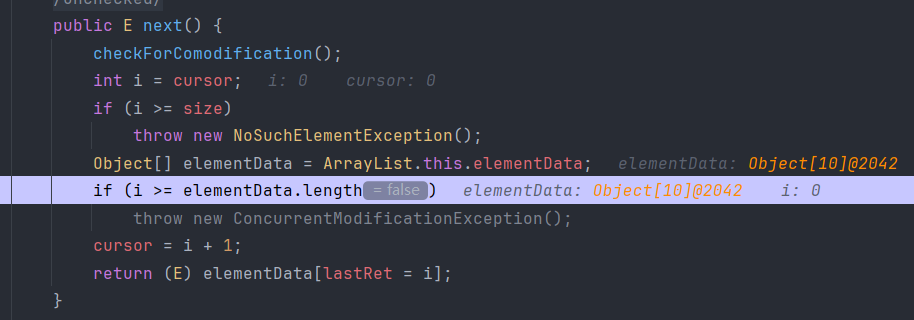 /unchecked/
public E next() {
checkForComodification();
int i = cursor; i: 0 cursor: 0
if (i >= size)
throw new NoSuchElementException();
Object[] elementData = ArrayList.this.elementData; elementData: Object[10]@2042
if (i >= elementData.length = false ) elementData: Object[10]@2042 i: 0
throw new ConcurrentModificationException();
cursor = i + 1;
return (E) elementData[lastRet = i];
}